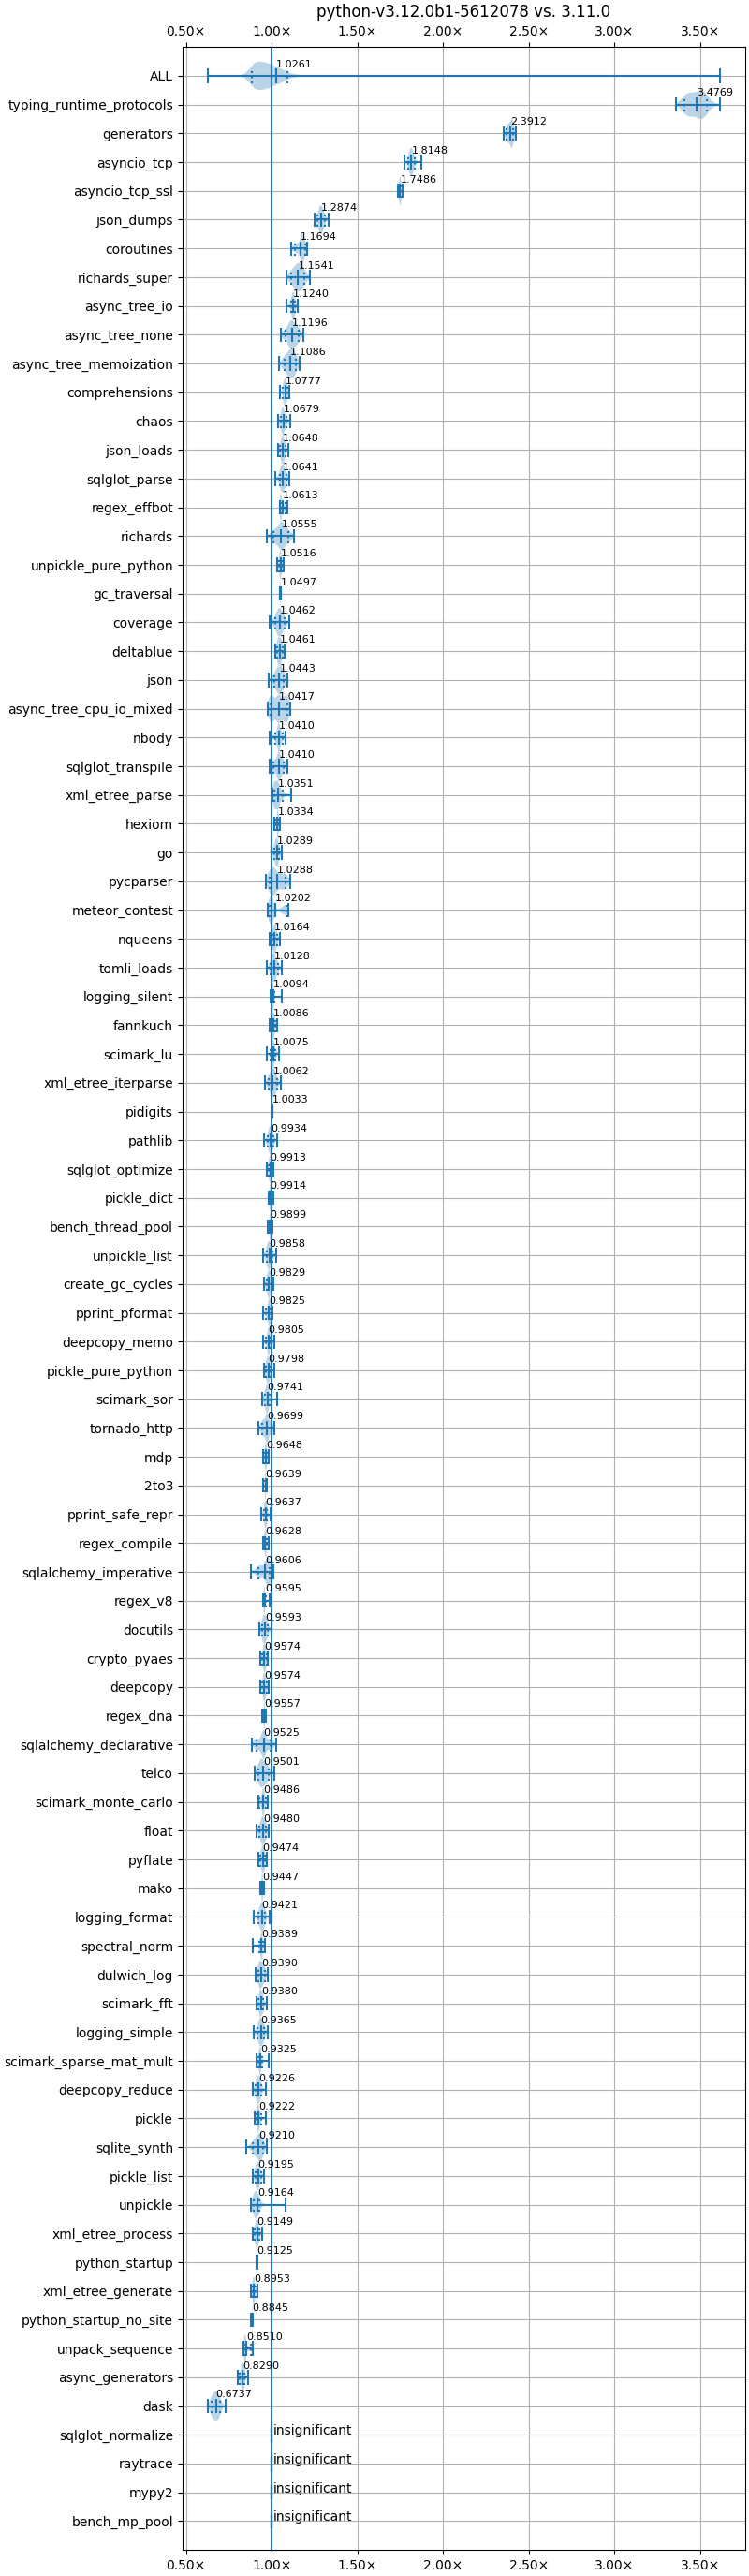 python-v3.12.0b1-5612078 vs. 3.11.0
0.50× 1.00× 1.50× 2.00× 2.50× 3.00× 3.50×
ALL 1.0261
typing_runtime_protocols 3.4769
generators 2.3912
asyncio_tcp 1.8148
asyncio_tcp_ssl 1.7486
json_dumps 1.2874
coroutines 1.1694
richards_super 1.1541
async_tree_io 1.1240
async_tree_none 1.1196
async_tree_memoization 1.1086
comprehensions 1.0777
chaos 1.0679
json_loads 1.0648
sqlglot_parse 1.0641
regex_effbot 1.0613
richards 1.0555
unpickle_pure_python 1.0516
gc_traversal 1.0497
coverage 1.0462
deltablue 1.0461
json 1.0443
async_tree_cpu_io_mixed 1.0417
nbody 1.0410
sqlglot_transpile 1.0410
xml_etree_parse 1.0351
hexiom 1.0334
go 1.0289
pycparser 1.0288
meteor_contest 1.0202
nqueens 1.0164
tomli_loads 1.0128
logging_silent 1.0094
fannkuch 1.0086
scimark_lu 1.0075
xml_etree_iterparse 1.0062
pidigits 1.0033
pathlib 0.9934
sqlglot_optimize 0.9913
pickle_dict 0.9914
bench_thread_pool 0.9899
unpickle_list 0.9858
create_gc_cycles 0.9829
pprint_pformat 0.9825
deepcopy_memo 0.9805
pickle_pure_python 0.9798
scimark_sor 0.9741
tornado_http 0.9699
mdp 0.9648
2to3 0.9639
pprint_safe_repr 0.9637
regex_compile 0.9628
sqlalchemy_imperative 0.9606
regex_v8 0.9595
docutils 0.9593
crypto_pyaes 0.9574
deepcopy 0.9574
regex_dna 0.9557
sqlalchemy_declarative 0.9525
telco 0.9501
scimark_monte_carlo 0.9486
float 0.9480
pyflate 0.9474
mako 0.9447
logging_format 0.9421
spectral_norm 0.9389
dulwich_log 0.9390
scimark_fft 0.9380
logging_simple 0.9365
scimark_sparse_mat_mult 0.9325
deepcopy_reduce 0.9226
pickle 0.9222
sqlite_synth 0.9210
pickle_list 0.9195
unpickle 0.9164
xml_etree_process 0.9149
python_startup 0.9125
xml_etree_generate 0.8953
python_startup_no_site 0.8845
unpack_sequence 0.8510
async_generators 0.8290
dask 0.6737
sqlglot_normalize insignificant
raytrace insignificant
mypy2 insignificant
bench_mp_pool insignificant
0.50× 1.00× 1.50× 2.00× 2.50× 3.00× 3.50×